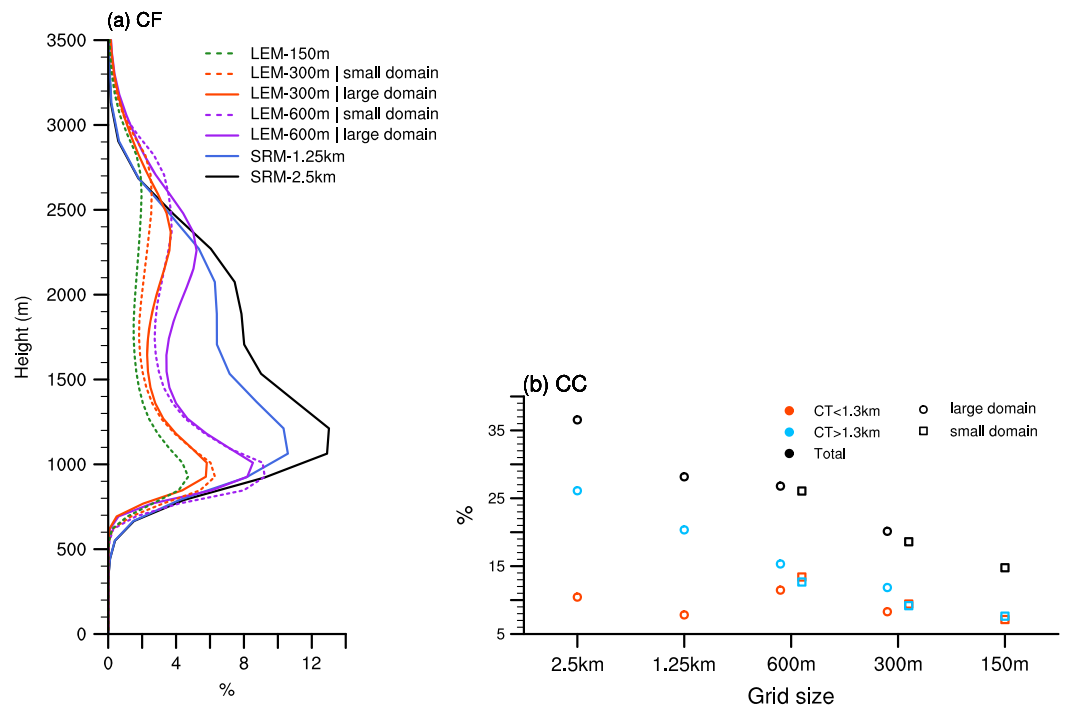 (a) CF
3500
3000
2500
2000
1500
1000
500
0
Height (m)
0
4
8
12
%
LEM-150m
LEM-300m | small domain
LEM-300m | large domain
LEM-600m | small domain
LEM-600m | large domain
SRM-1.25km
SRM-2.5km
(b) CC
CT<1.3km
CT>1.3km
Total
large domain
small domain
35
25
15
5
%
2.5km
1.25km
600m
300m
150m
Grid size